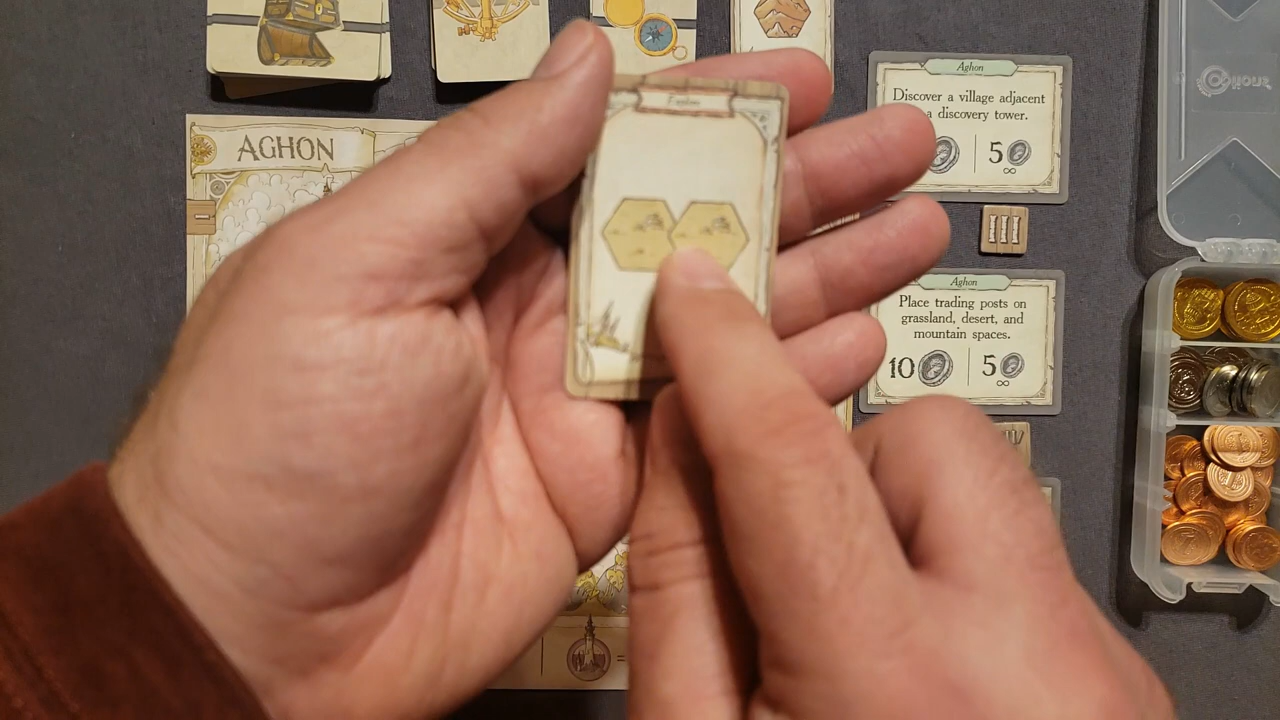 Aghon
Discover a village adjacent
a discovery tower.
5
∞
AGHON
I
III
Aghon
Place trading posts on
grassland, desert, and
mountain spaces.
10
5
∞
=